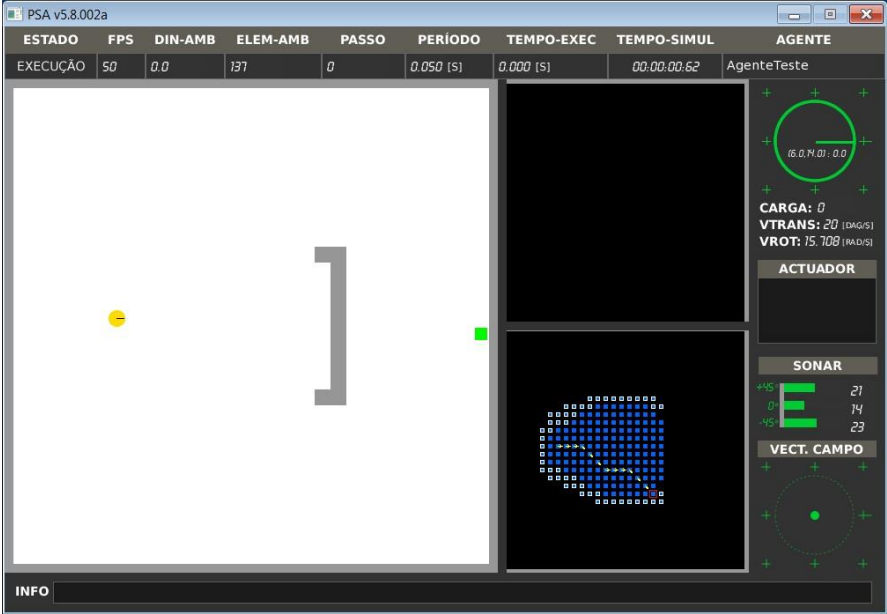 PSA v5.8.002a
ESTADO FPS DIN-AMB ELEM-AMB PASSO PERÍODO TEMPO-EXEC TEMPO-SIMUL AGENTE
EXECUÇÃO 50 0.0 137 0 0.050 [S] 0.000 [S] 00:00:00:62 AgenteTeste
(6.0,14.0) : 0.0
CARGA: 0
VTRANS: 20 [DAG/S]
VROT: 15.708 [RAD/S]
ACTUADOR
SONAR
+45° 21
0° 14
-45° 23
VECT. CAMPO
INFO